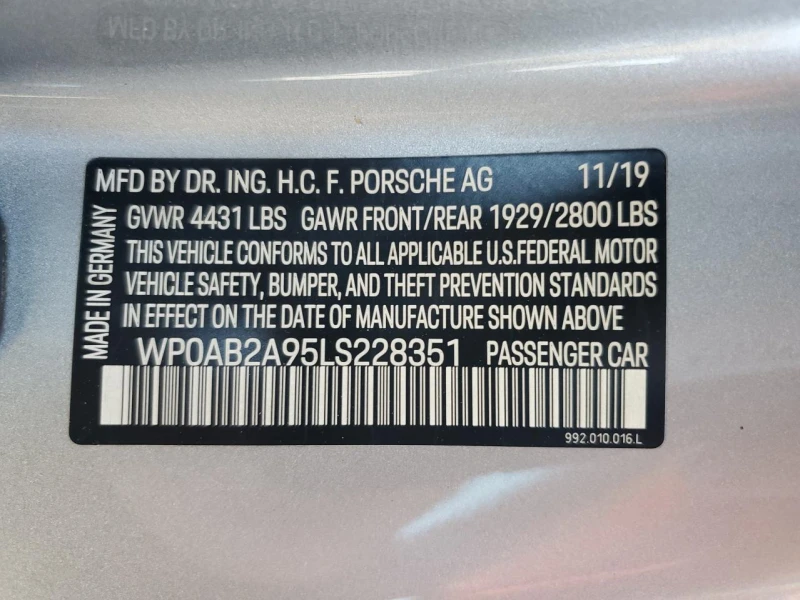 MFD BY DR. ING. H.C. F. PORSCHE AG 11/19
GVWR 4431 LBS GAWR FRONT/REAR 1929/2800 LBS
THIS VEHICLE CONFORMS TO ALL APPLICABLE U.S.FEDERAL MOTOR
VEHICLE SAFETY, BUMPER, AND THEFT PREVENTION STANDARDS
IN EFFECT ON THE DATE OF MANUFACTURE SHOWN ABOVE
WP0AB2A95LS228351 PASSENGER CAR
992.010.016.L
MADE IN GERMANY